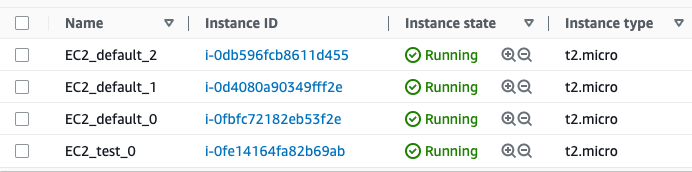 Name Instance ID Instance state Instance type
EC2_default_2 i-0db596fcb8611d455 Running t2.micro
EC2_default_1 i-0d4080a90349fff2e Running t2.micro
EC2_default_0 i-0fbfc72182eb53f2e Running t2.micro
EC2_test_0 i-0fe14164fa82b69ab Running t2.micro